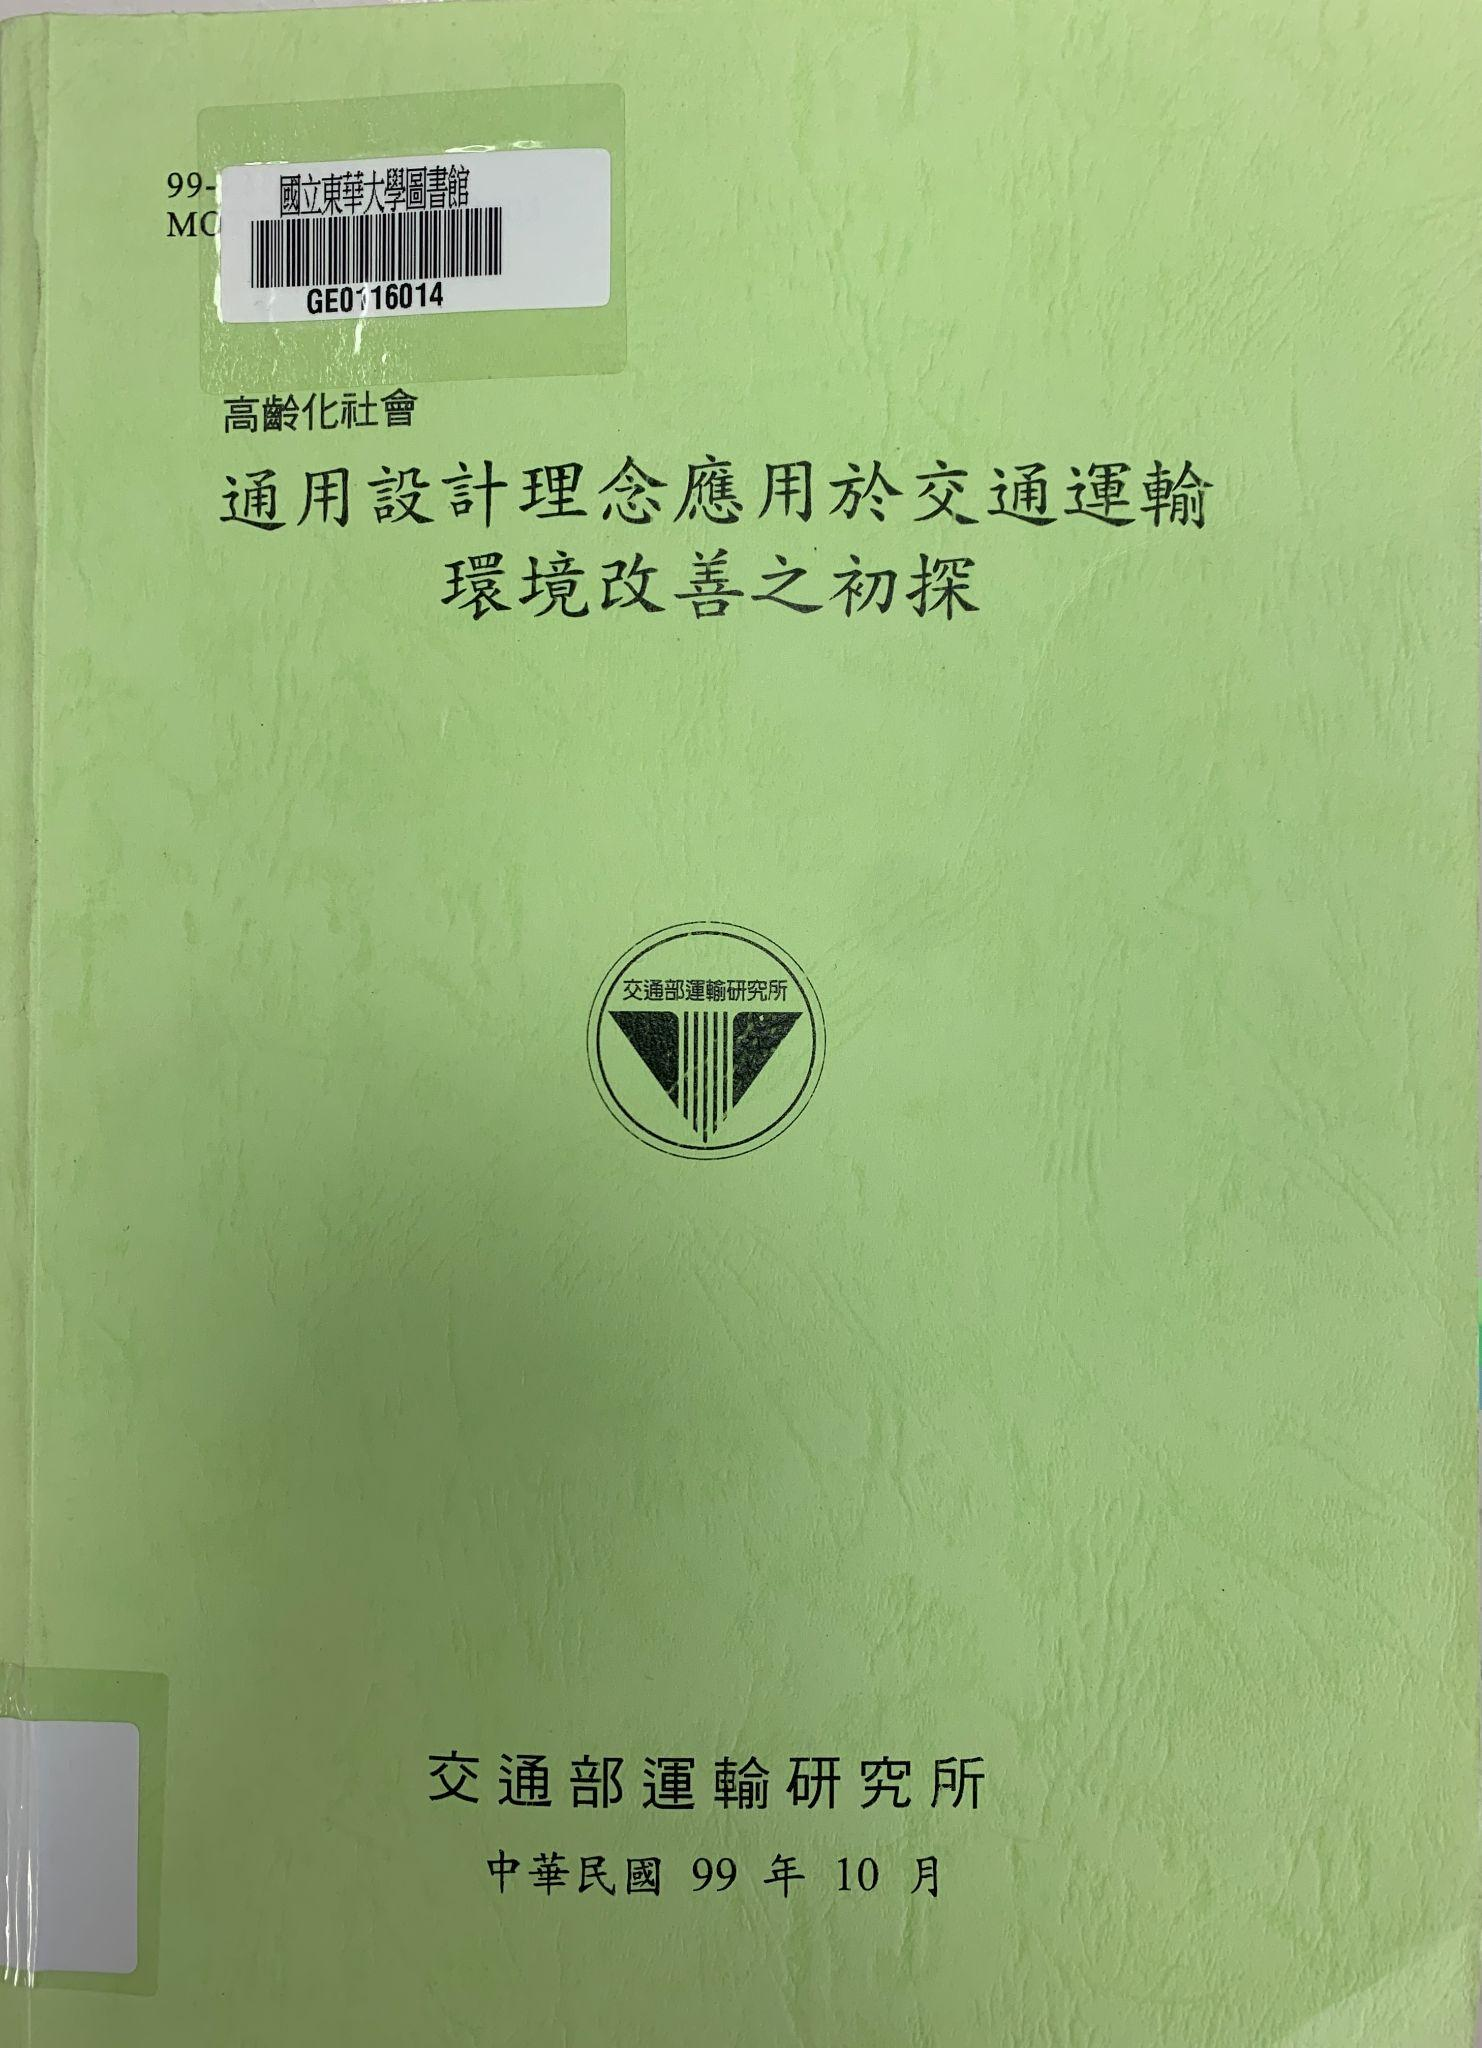 99-
MO
國立東華大學圖書館
GE0116014
高齡化社會
通用設計理念應用於交通運輸
環境改善之初探
交通部運輸研究所
交通部運輸研究所
中華民國 99 年 10 月